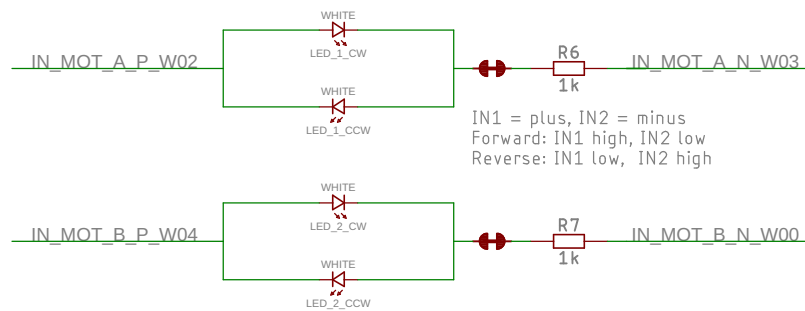 WHITE
LED_1_CW
IN_MOT_A_P_W02
R6
IN_MOT_A_N_W03
1k
WHITE
LED_1_CCW
IN1 = plus, IN2 = minus
Forward: IN1 high, IN2 low
Reverse: IN1 low, IN2 high
WHITE
LED_2_CW
IN_MOT_B_P_W04
R7
IN_MOT_B_N_W00
1k
WHITE
LED_2_CCW